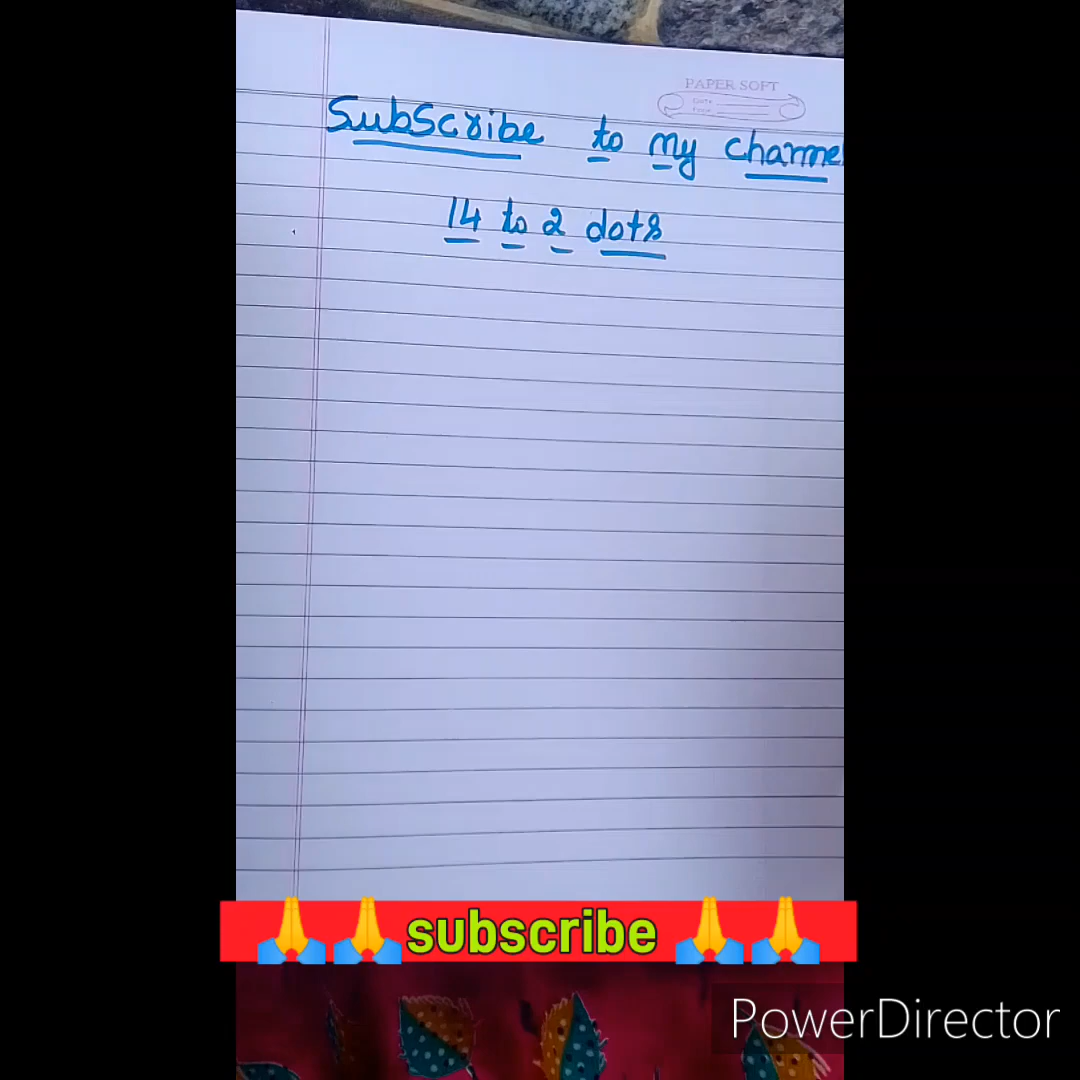 PAPER SOFT
Subscribe to my channel
14 to 2 dots
🙏🙏subscribe 🙏🙏
PowerDirector